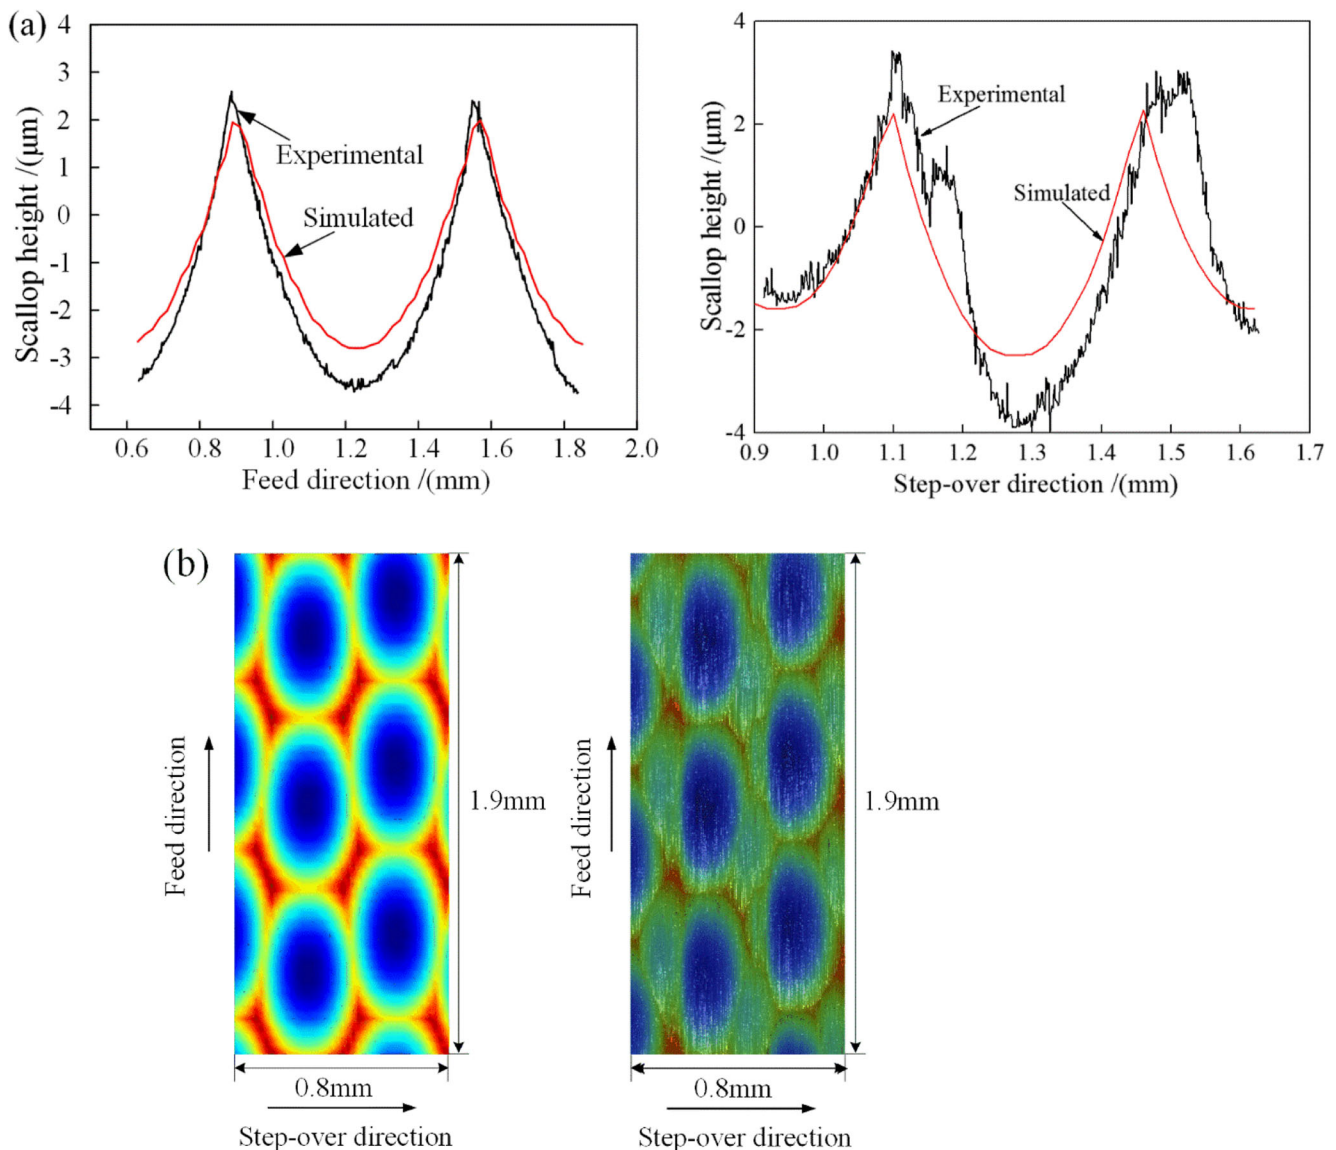 (a)
4
3
2
1
0
-1
-2
-3
-4
Scallop height /(μm)
Experimental
Simulated
0.6 0.8 1.0 1.2 1.4 1.6 1.8 2.0
Feed direction /(mm)
4
2
0
-2
-4
Scallop height /(μm)
Experimental
Simulated
0.9 1.0 1.1 1.2 1.3 1.4 1.5 1.6 1.7
Step-over direction /(mm)
(b)
Feed direction
1.9mm
0.8mm
Step-over direction
Feed direction
1.9mm
0.8mm
Step-over direction